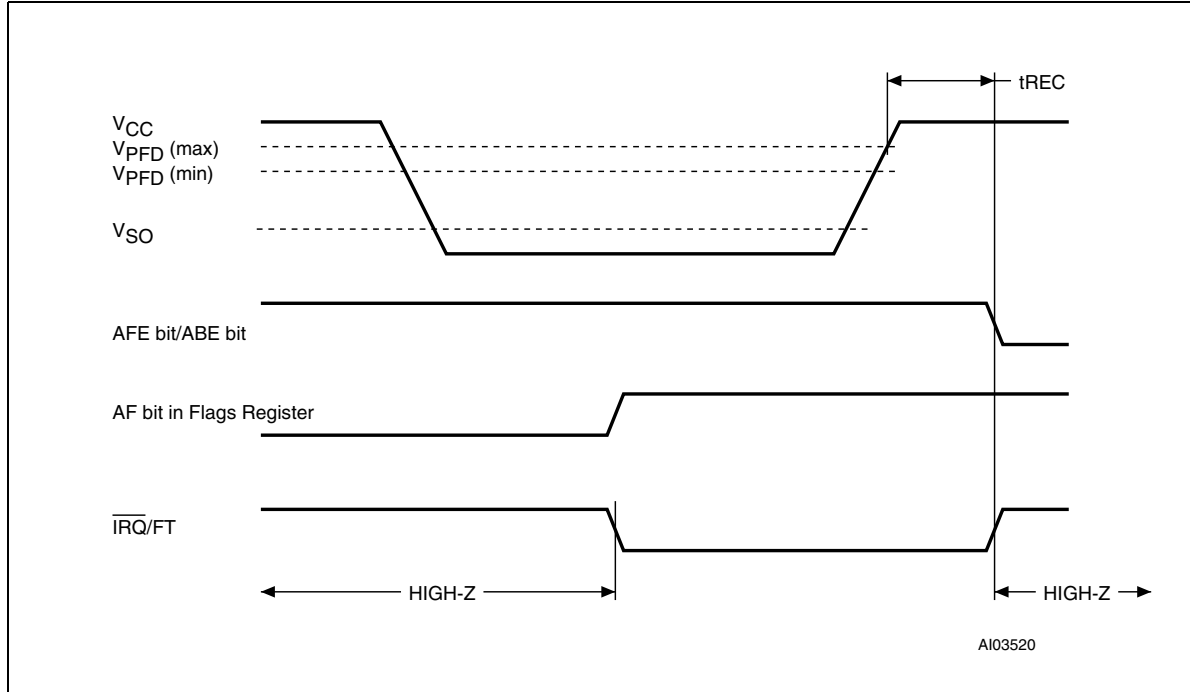 tREC
VCC
VPFD (max)
VPFD (min)
VSO
AFE bit/ABE bit
AF bit in Flags Register
IRQ/FT
HIGH-Z
HIGH-Z
AI03520